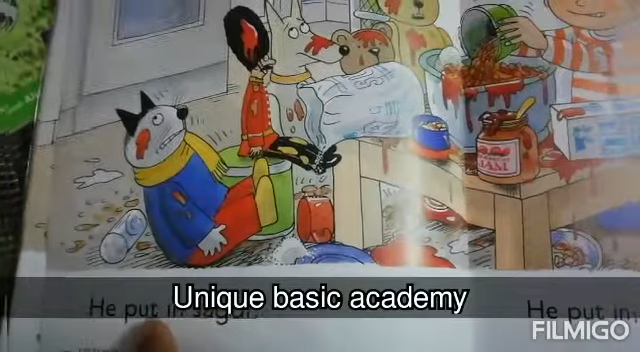 JAM
He put in sugar.
He put in
Unique basic academy
FILMIGO